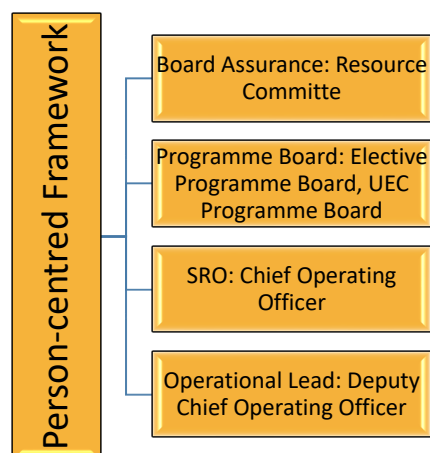 Person-centred Framework
Board Assurance: Resource
Committe
Programme Board: Elective
Programme Board, UEC
Programme Board
SRO: Chief Operating
Officer
Operational Lead: Deputy
Chief Operating Officer